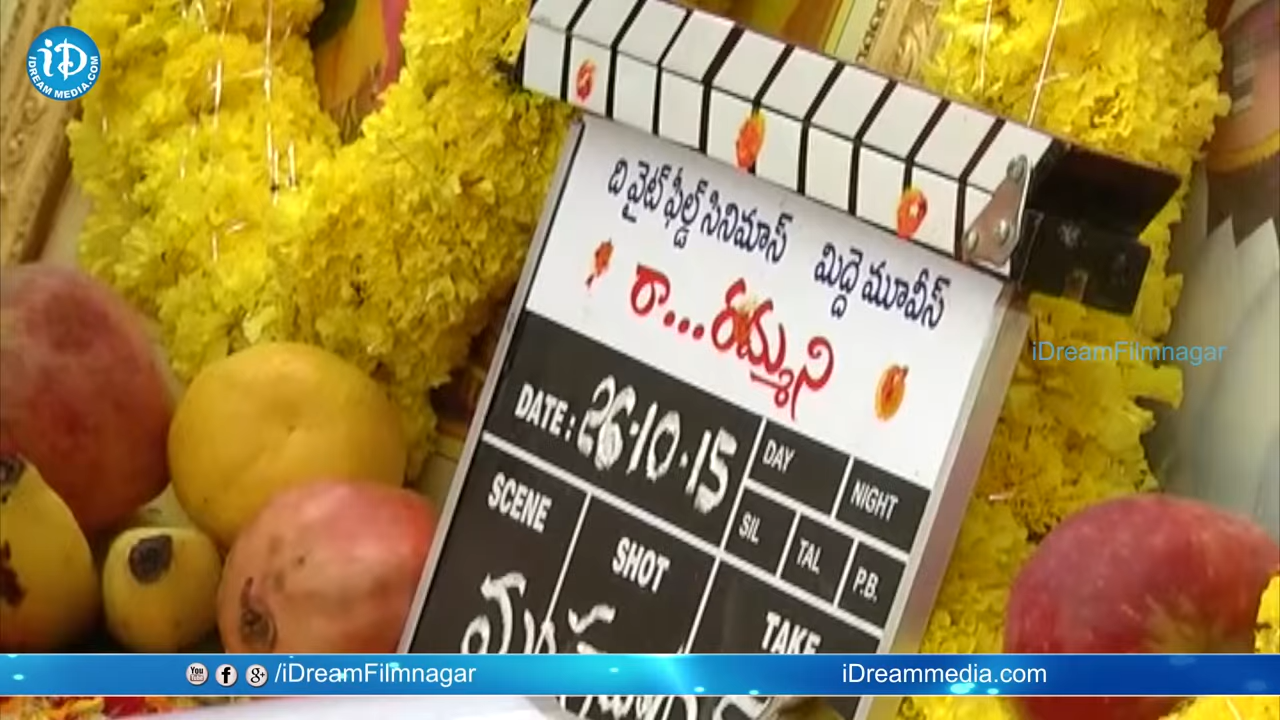 iD
IDREAM MEDIA.COM
ది వైట్ ఫీల్డ్ సినిమాస్ మిద్దె మూవీస్
రా...రమ్మని
iDreamFilmnagar
DATE : 26.10.15
DAY
NIGHT
SIL
TAL
P.B.
SCENE
SHOT
TAKE
You f g+ /iDreamFilmnagar
iDreammedia.com